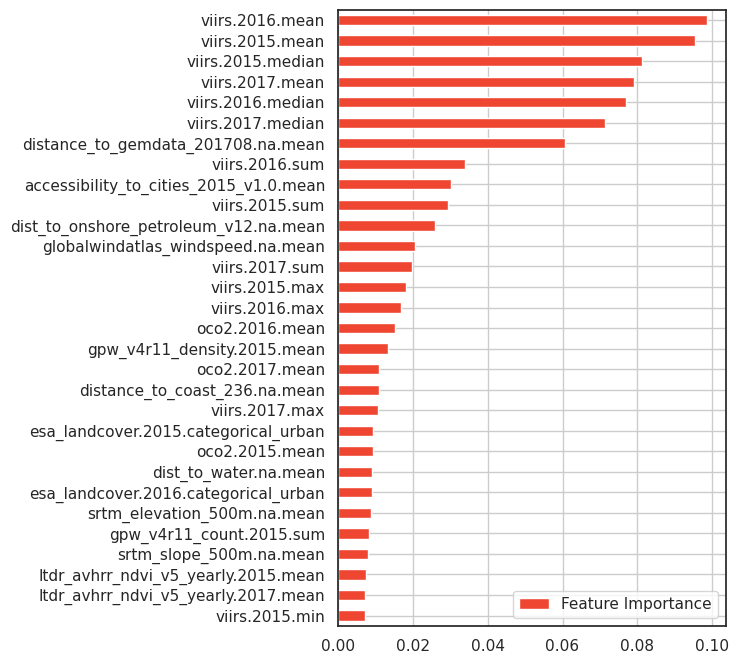 viirs.2016.mean
viirs.2015.mean
viirs.2015.median
viirs.2017.mean
viirs.2016.median
viirs.2017.median
distance_to_gemdata_201708.na.mean
viirs.2016.sum
accessibility_to_cities_2015_v1.0.mean
viirs.2015.sum
dist_to_onshore_petroleum_v12.na.mean
globalwindatlas_windspeed.na.mean
viirs.2017.sum
viirs.2015.max
viirs.2016.max
oco2.2016.mean
gpw_v4r11_density.2015.mean
oco2.2017.mean
distance_to_coast_236.na.mean
viirs.2017.max
esa_landcover.2015.categorical_urban
oco2.2015.mean
dist_to_water.na.mean
esa_landcover.2016.categorical_urban
srtm_elevation_500m.na.mean
gpw_v4r11_count.2015.sum
srtm_slope_500m.na.mean
ltdr_avhrr_ndvi_v5_yearly.2015.mean
ltdr_avhrr_ndvi_v5_yearly.2017.mean
viirs.2015.min
Feature Importance
0.00 0.02 0.04 0.06 0.08 0.10